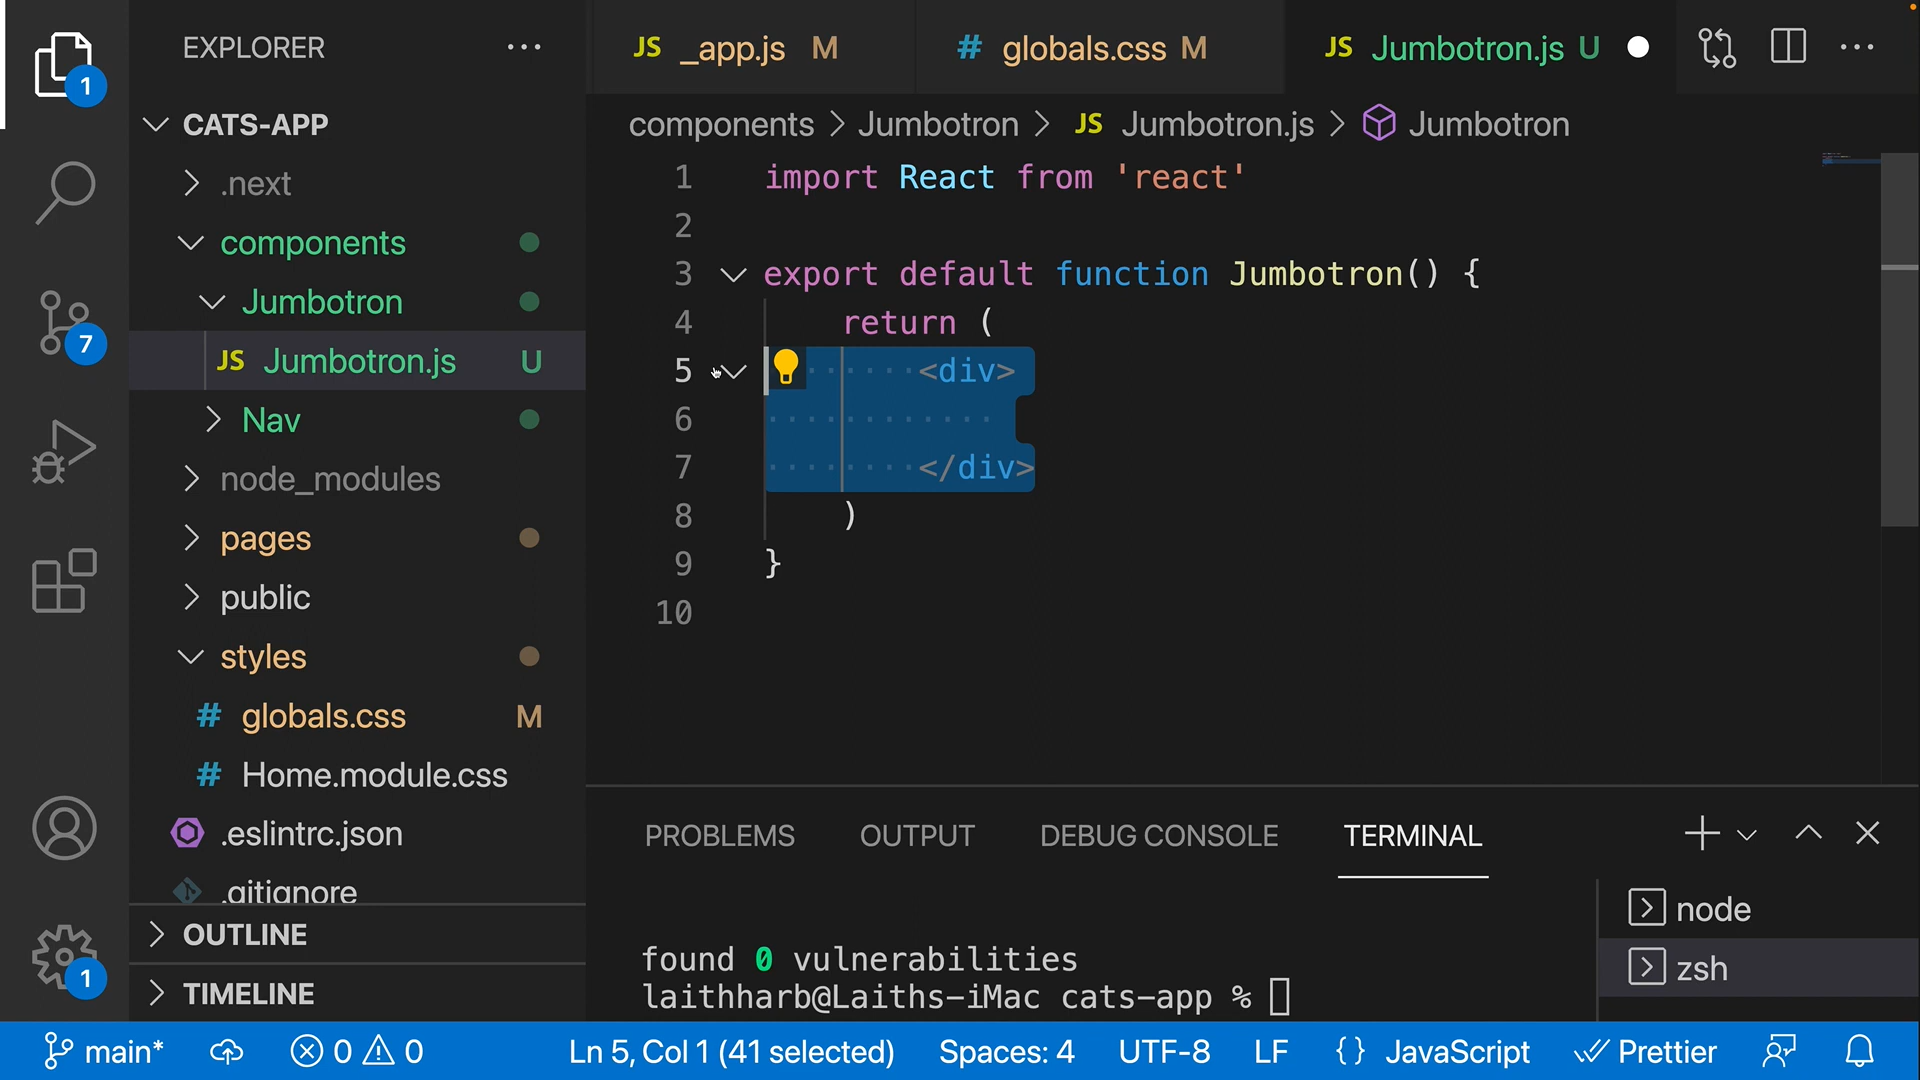 EXPLORER
JS _app.js M
# globals.css M
JS Jumbotron.js U
1
CATS-APP
.next
components
Jumbotron
JS Jumbotron.js U
Nav
node_modules
pages
public
styles
# globals.css M
# Home.module.css
.eslintrc.json
.gitignore
OUTLINE
TIMELINE
7
1
components > Jumbotron > JS Jumbotron.js > Jumbotron
1 import React from 'react'
2
3 export default function Jumbotron() {
4 return (
5 <div>
6
7 </div>
8 )
9 }
10
PROBLEMS OUTPUT DEBUG CONSOLE TERMINAL
found 0 vulnerabilities
laithharb@Laiths-iMac cats-app %
node
zsh
main* 0 0 Ln 5, Col 1 (41 selected) Spaces: 4 UTF-8 LF {} JavaScript Prettier